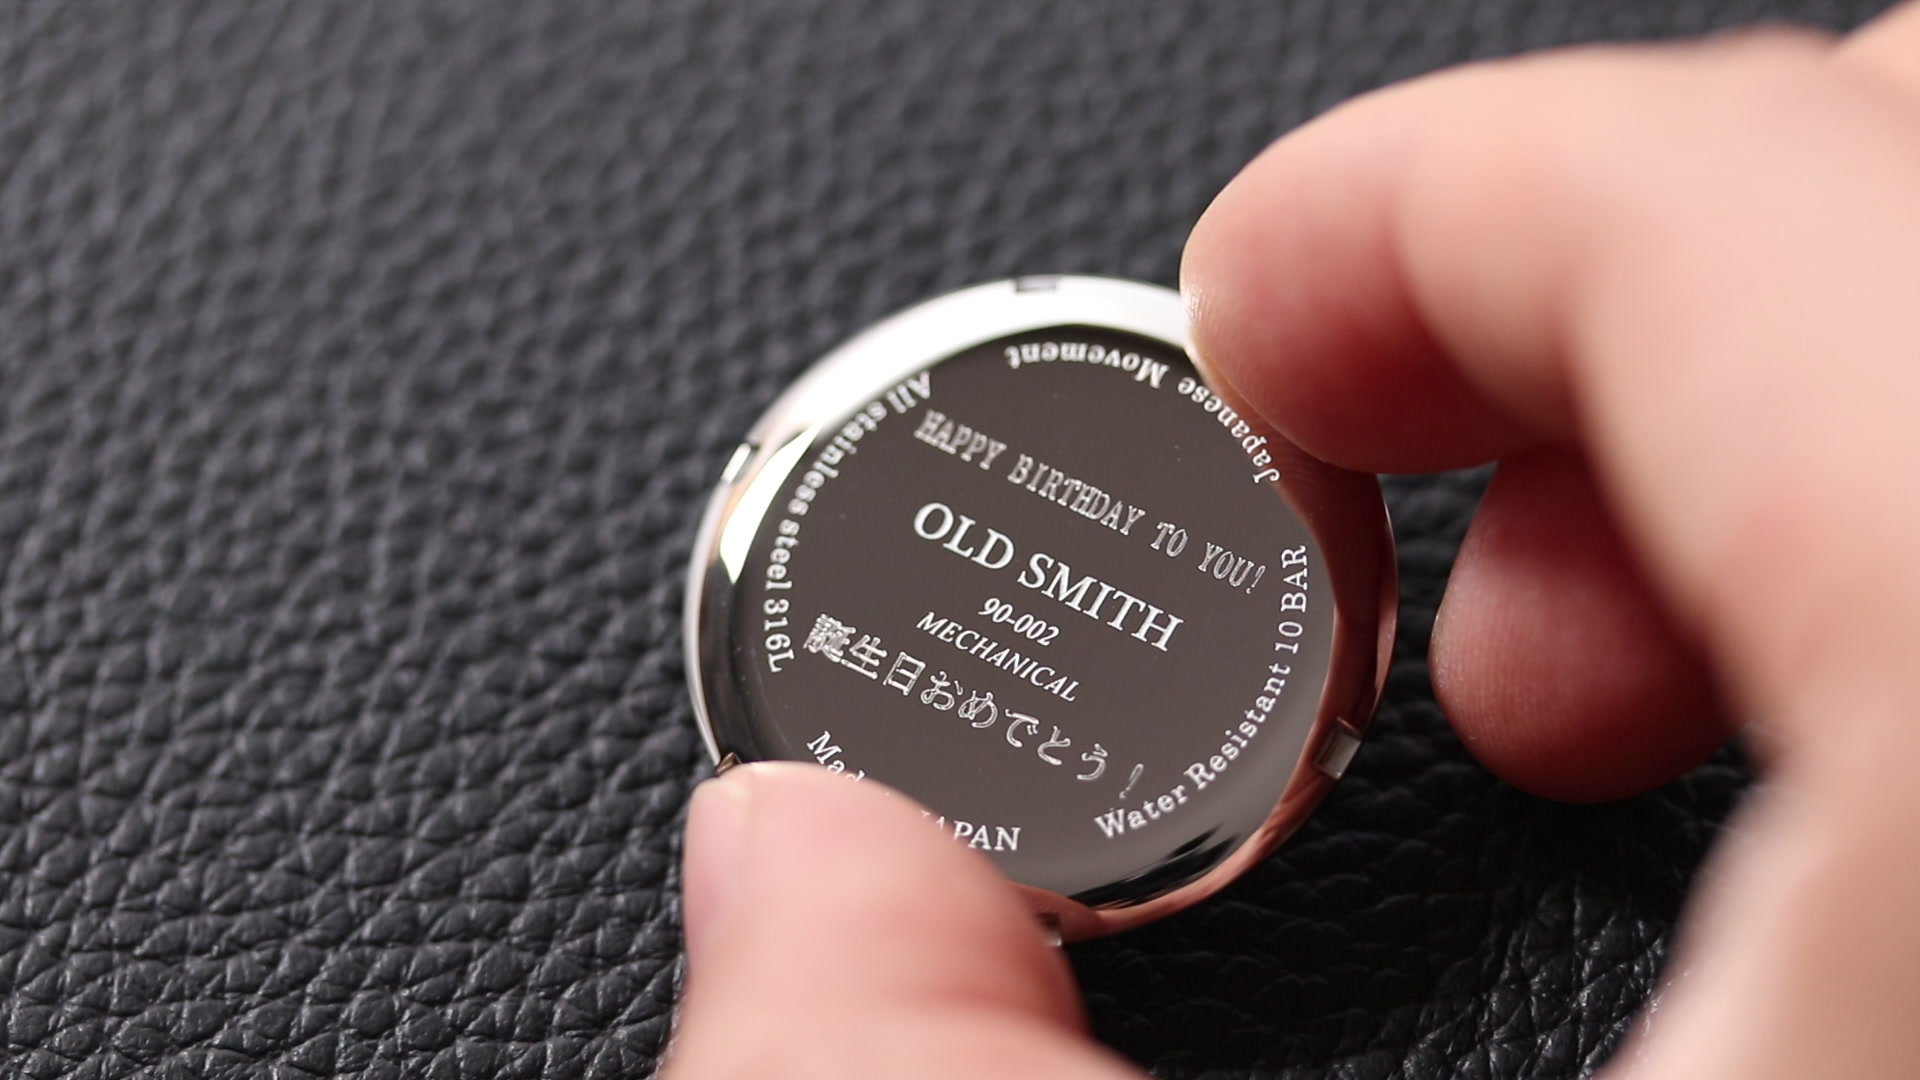 HAPPY BIRTHDAY TO YOU!
OLD SMITH
90-002
MECHANICAL
誕生日おめでとう！
All stainless steel 316L
Japanese Movement
Water Resistant 10 BAR
JAPAN